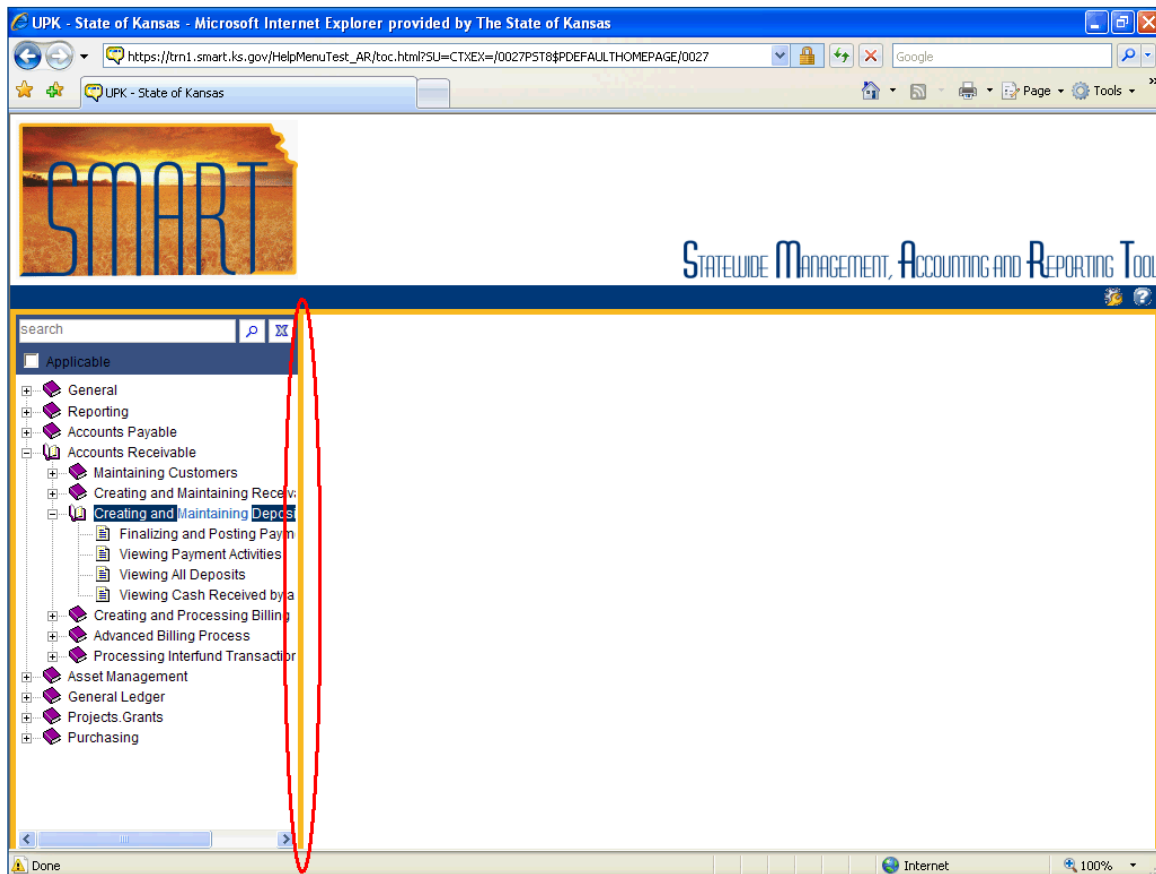 UPK - State of Kansas - Microsoft Internet Explorer provided by The State of Kansas
https://trn1.smart.ks.gov/HelpMenuTest_AR/toc.html?SU=CTXEX=/0027PST8$PDEFAULTHOMEPAGE/0027
Google
UPK - State of Kansas
Page
Tools
SMART
Statewide Management, Accounting and Reporting Tool
search
Applicable
General
Reporting
Accounts Payable
Accounts Receivable
Maintaining Customers
Creating and Maintaining Receiva
Creating and Maintaining Deposi
Finalizing and Posting Paym
Viewing Payment Activities
Viewing All Deposits
Viewing Cash Received by a
Creating and Processing Billing
Advanced Billing Process
Processing Interfund Transaction
Asset Management
General Ledger
Projects.Grants
Purchasing
Done
Internet
100%